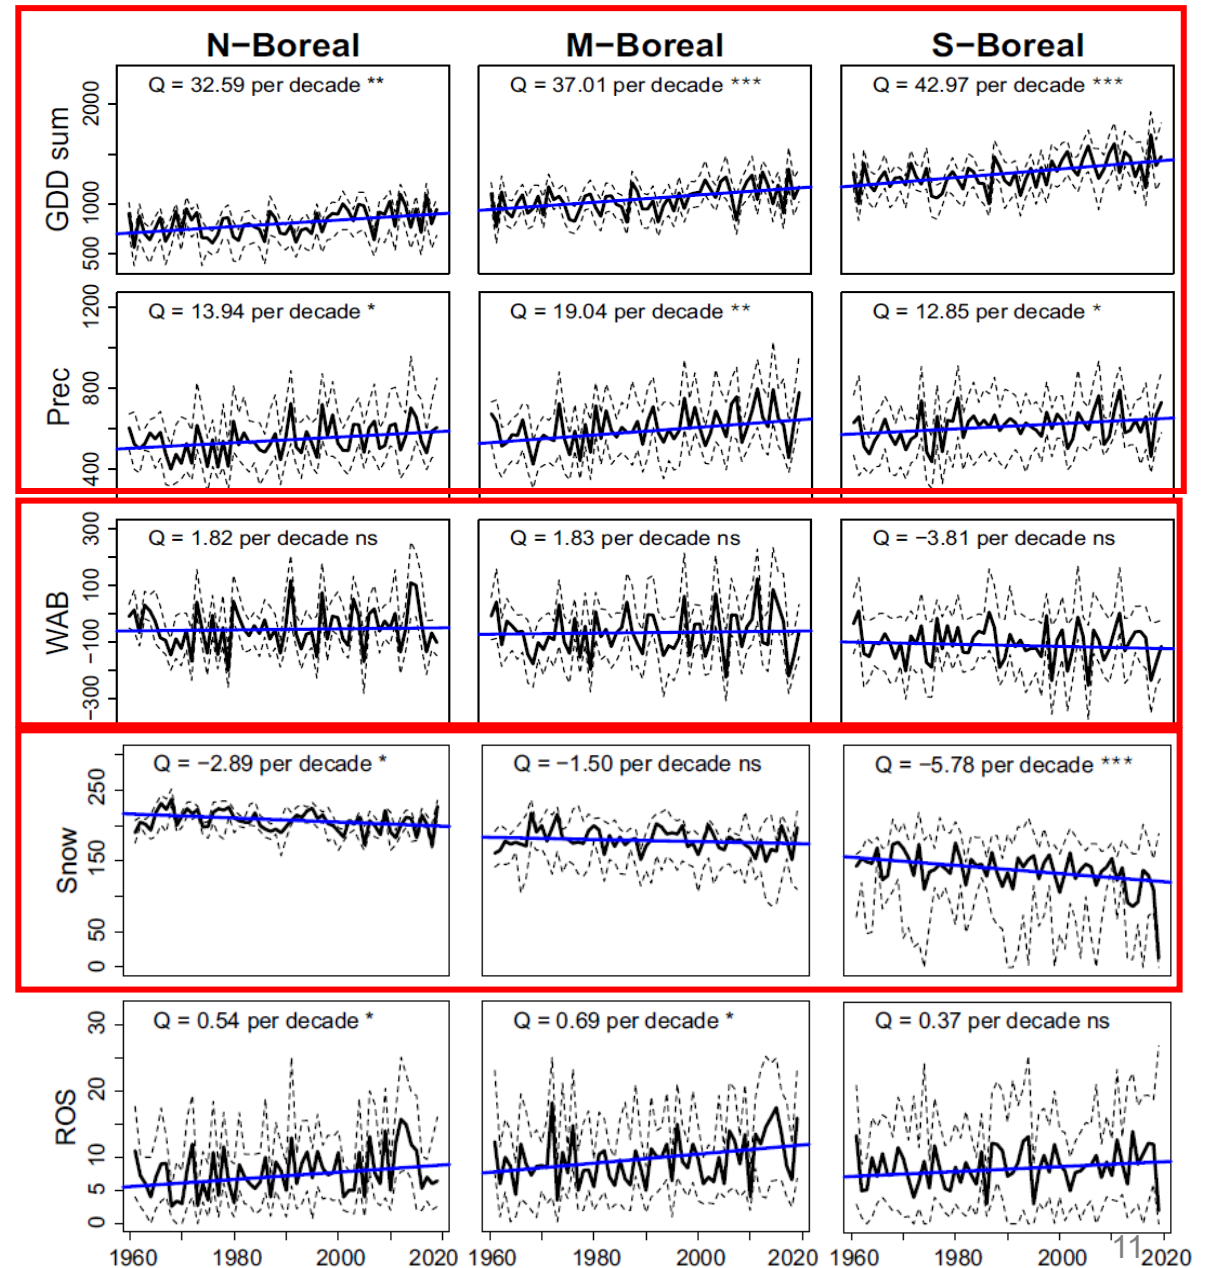 N−Boreal M−Boreal S−Boreal
Q = 32.59 per decade ** Q = 37.01 per decade *** Q = 42.97 per decade ***
GDD sum
2000
1000
500
Q = 13.94 per decade * Q = 19.04 per decade ** Q = 12.85 per decade *
Prec
1200
800
400
Q = 1.82 per decade ns Q = 1.83 per decade ns Q = −3.81 per decade ns
WAB
300
100
−100
−300
Q = −2.89 per decade * Q = −1.50 per decade ns Q = −5.78 per decade ***
Snow
250
150
50
0
Q = 0.54 per decade * Q = 0.69 per decade * Q = 0.37 per decade ns
ROS
30
20
10
5
0
1960 1980 2000 2020 1960 1980 2000 2020 1960 1980 2000 2020
11